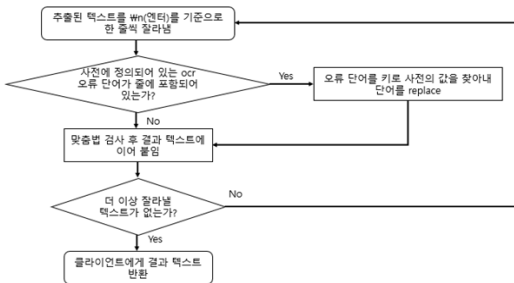 추출된 텍스트를 ₩n(엔터)를 기준으로
한 줄씩 잘라냄
사전에 정의되어 있는 ocr
오류 단어가 줄에 포함되어
있는가?
Yes
오류 단어를 키로 사전의 값을 찾아내
단어를 replace
No
맞춤법 검사 후 결과 텍스트에
이어 붙임
더 이상 잘라낼
텍스트가 없는가?
No
Yes
클라이언트에게 결과 텍스트
반환